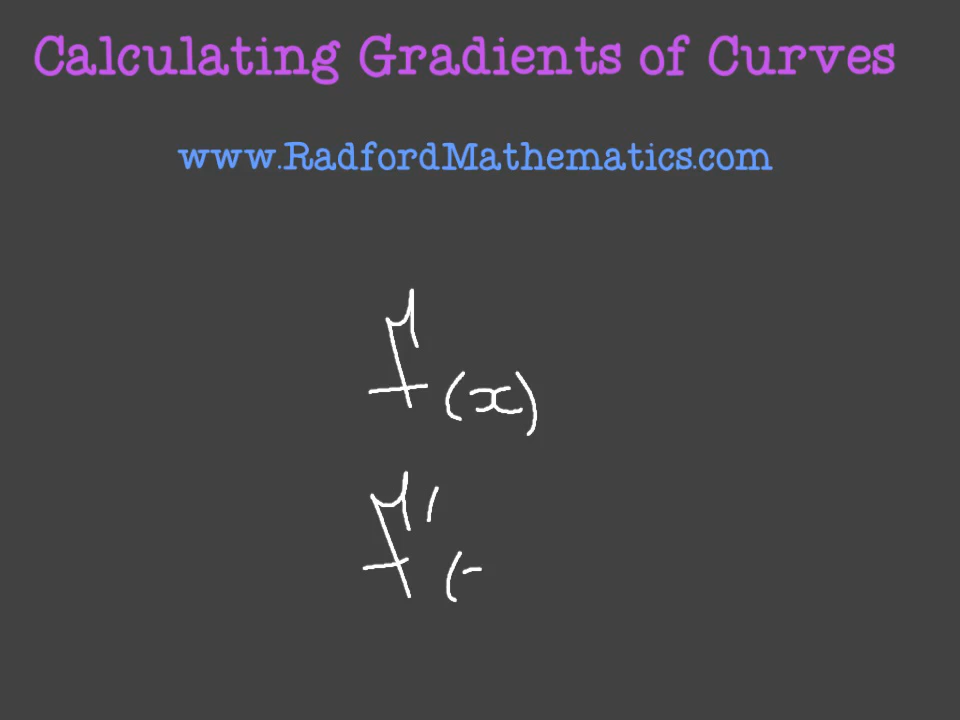 Calculating Gradients of Curves
www.RadfordMathematics.com
f(x)
f'(